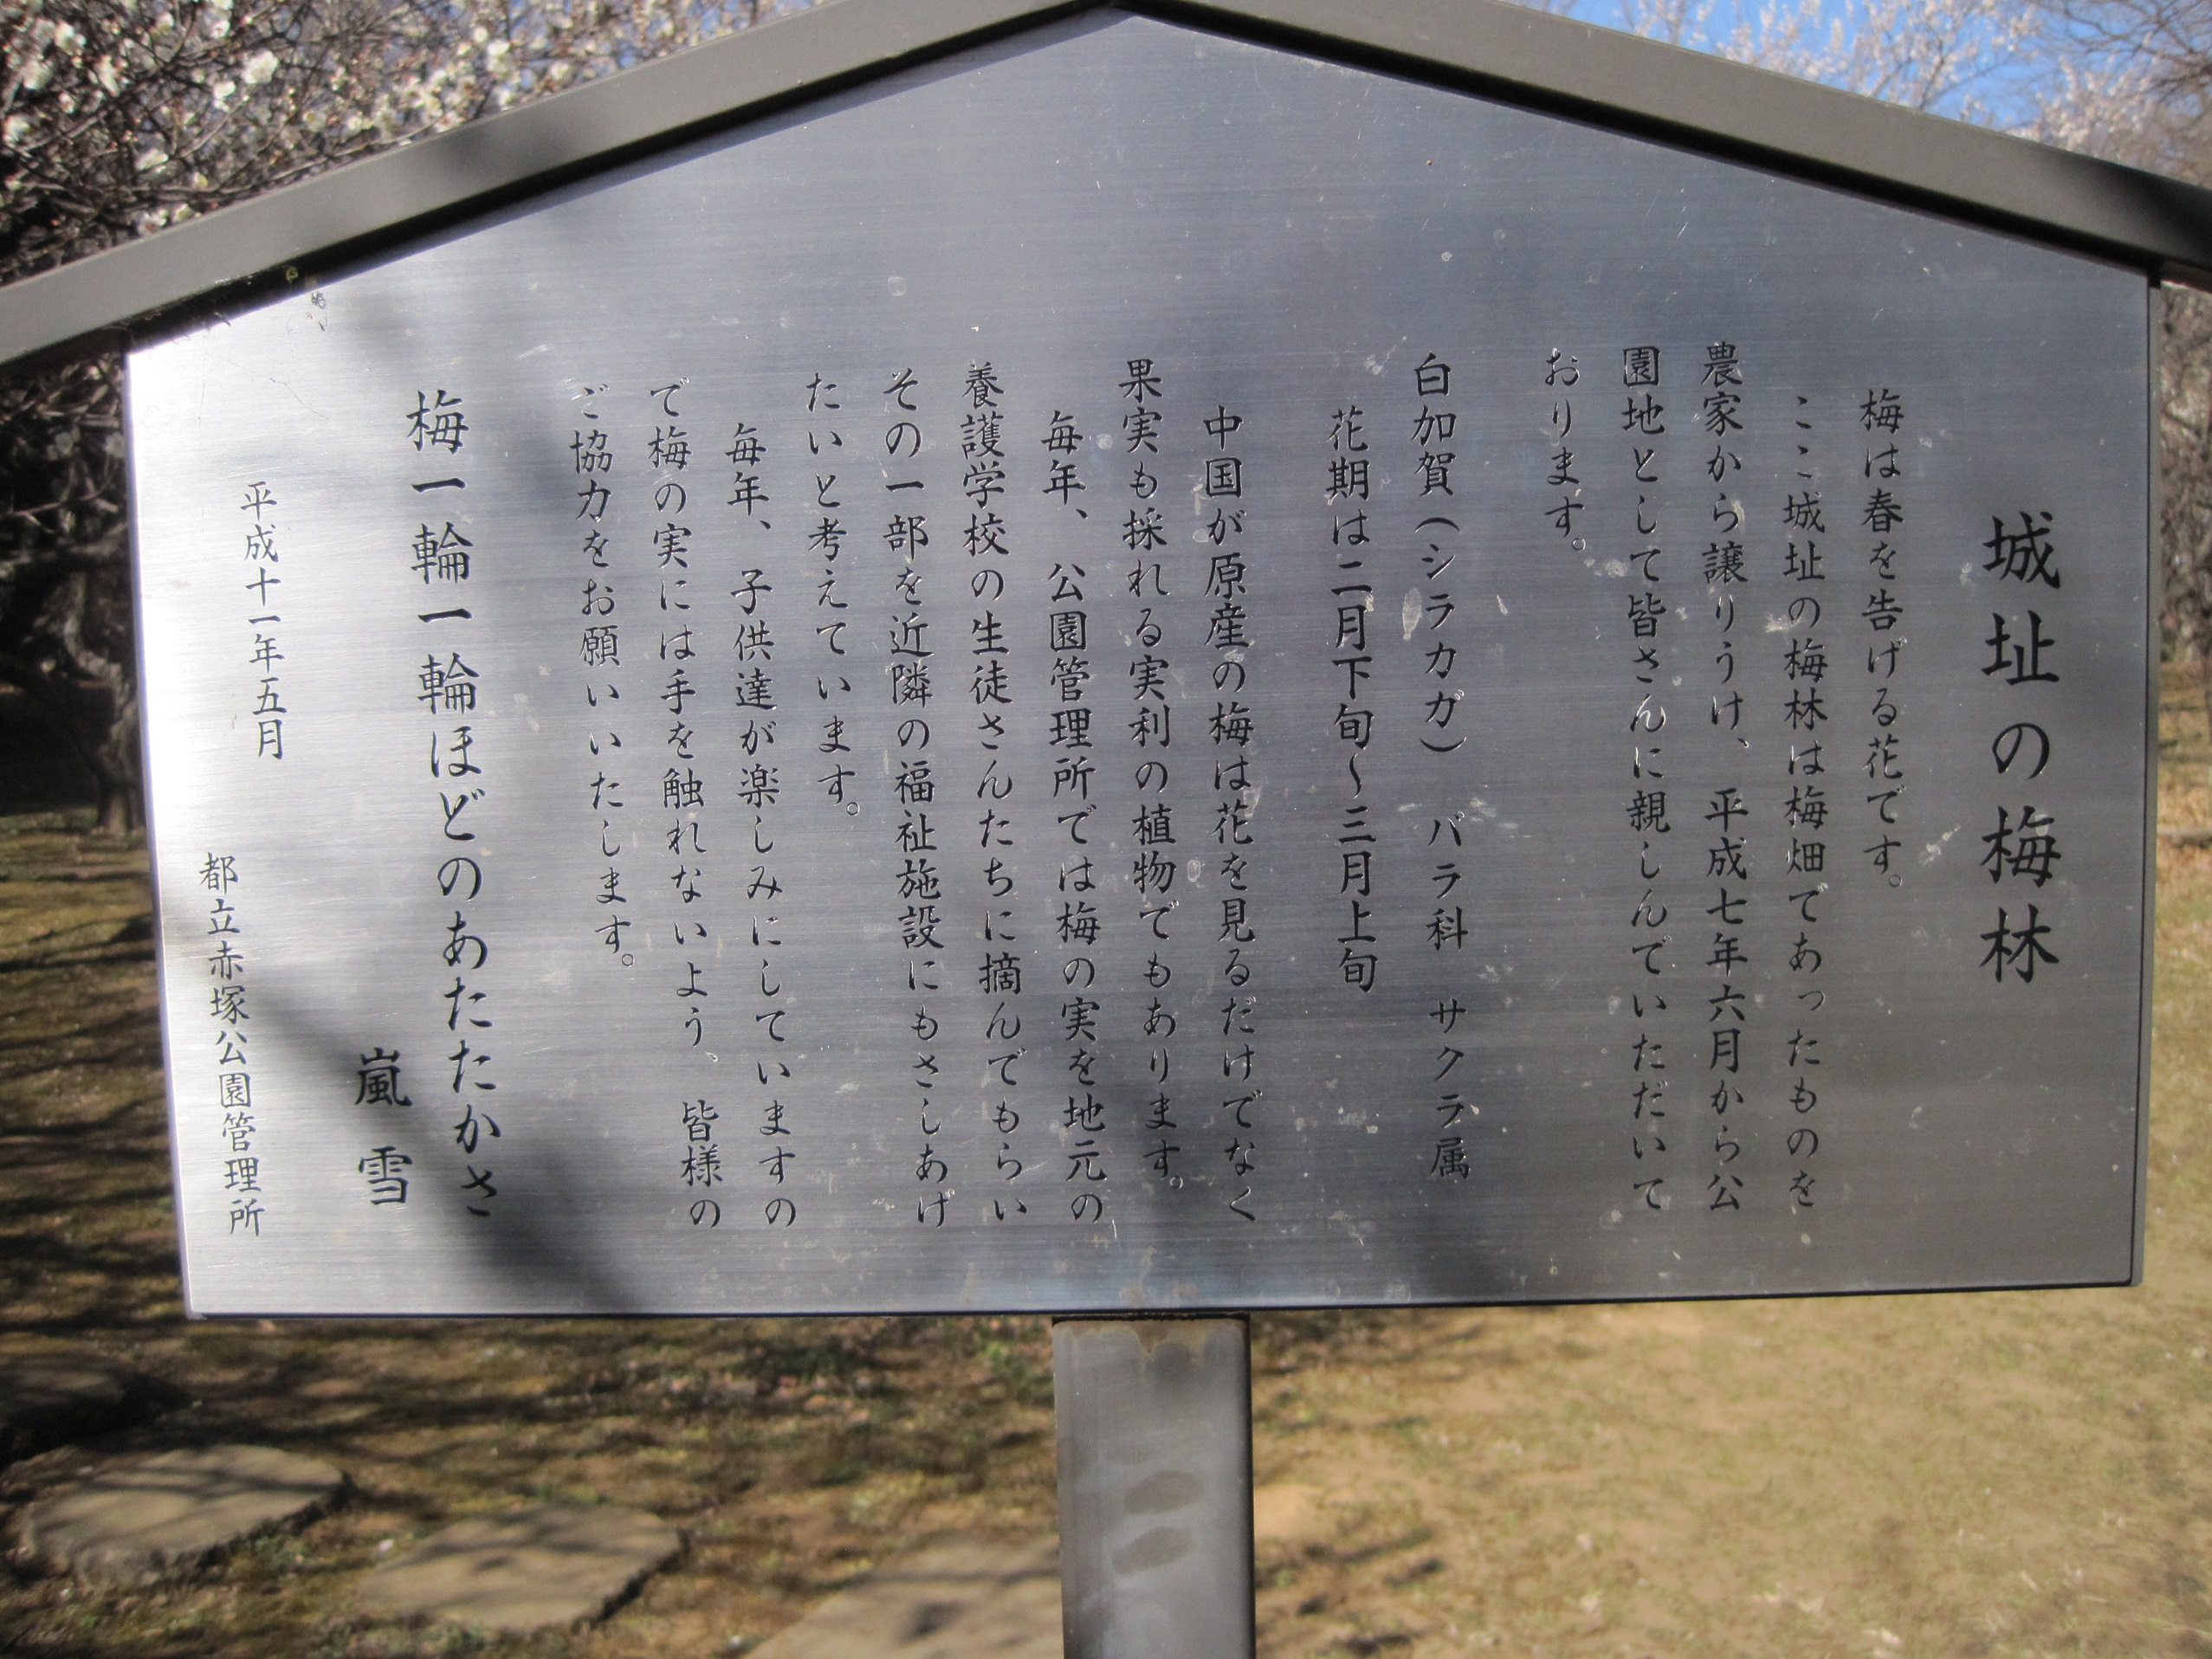 城址の梅林
梅は春を告げる花です。
ここ城址の梅林は梅畑であったものを
農家から譲りうけ、平成七年六月から公
園地として皆さんに親しんでいただいて
おります。
白加賀（シラカガ）　バラ科　サクラ属
花期は二月下旬～三月上旬
中国が原産の梅は花を見るだけでなく
果実も採れる実利の植物でもあります。
毎年、公園管理所では梅の実を地元の
養護学校の生徒さんたちに摘んでもらい
その一部を近隣の福祉施設にもさしあげ
たいと考えています。
毎年、子供達が楽しみにしていますの
で梅の実には手を触れないよう、皆様の
ご協力をお願いいたします。
梅一輪一輪ほどのあたたかさ
嵐雪
平成十一年五月
都立赤塚公園管理所